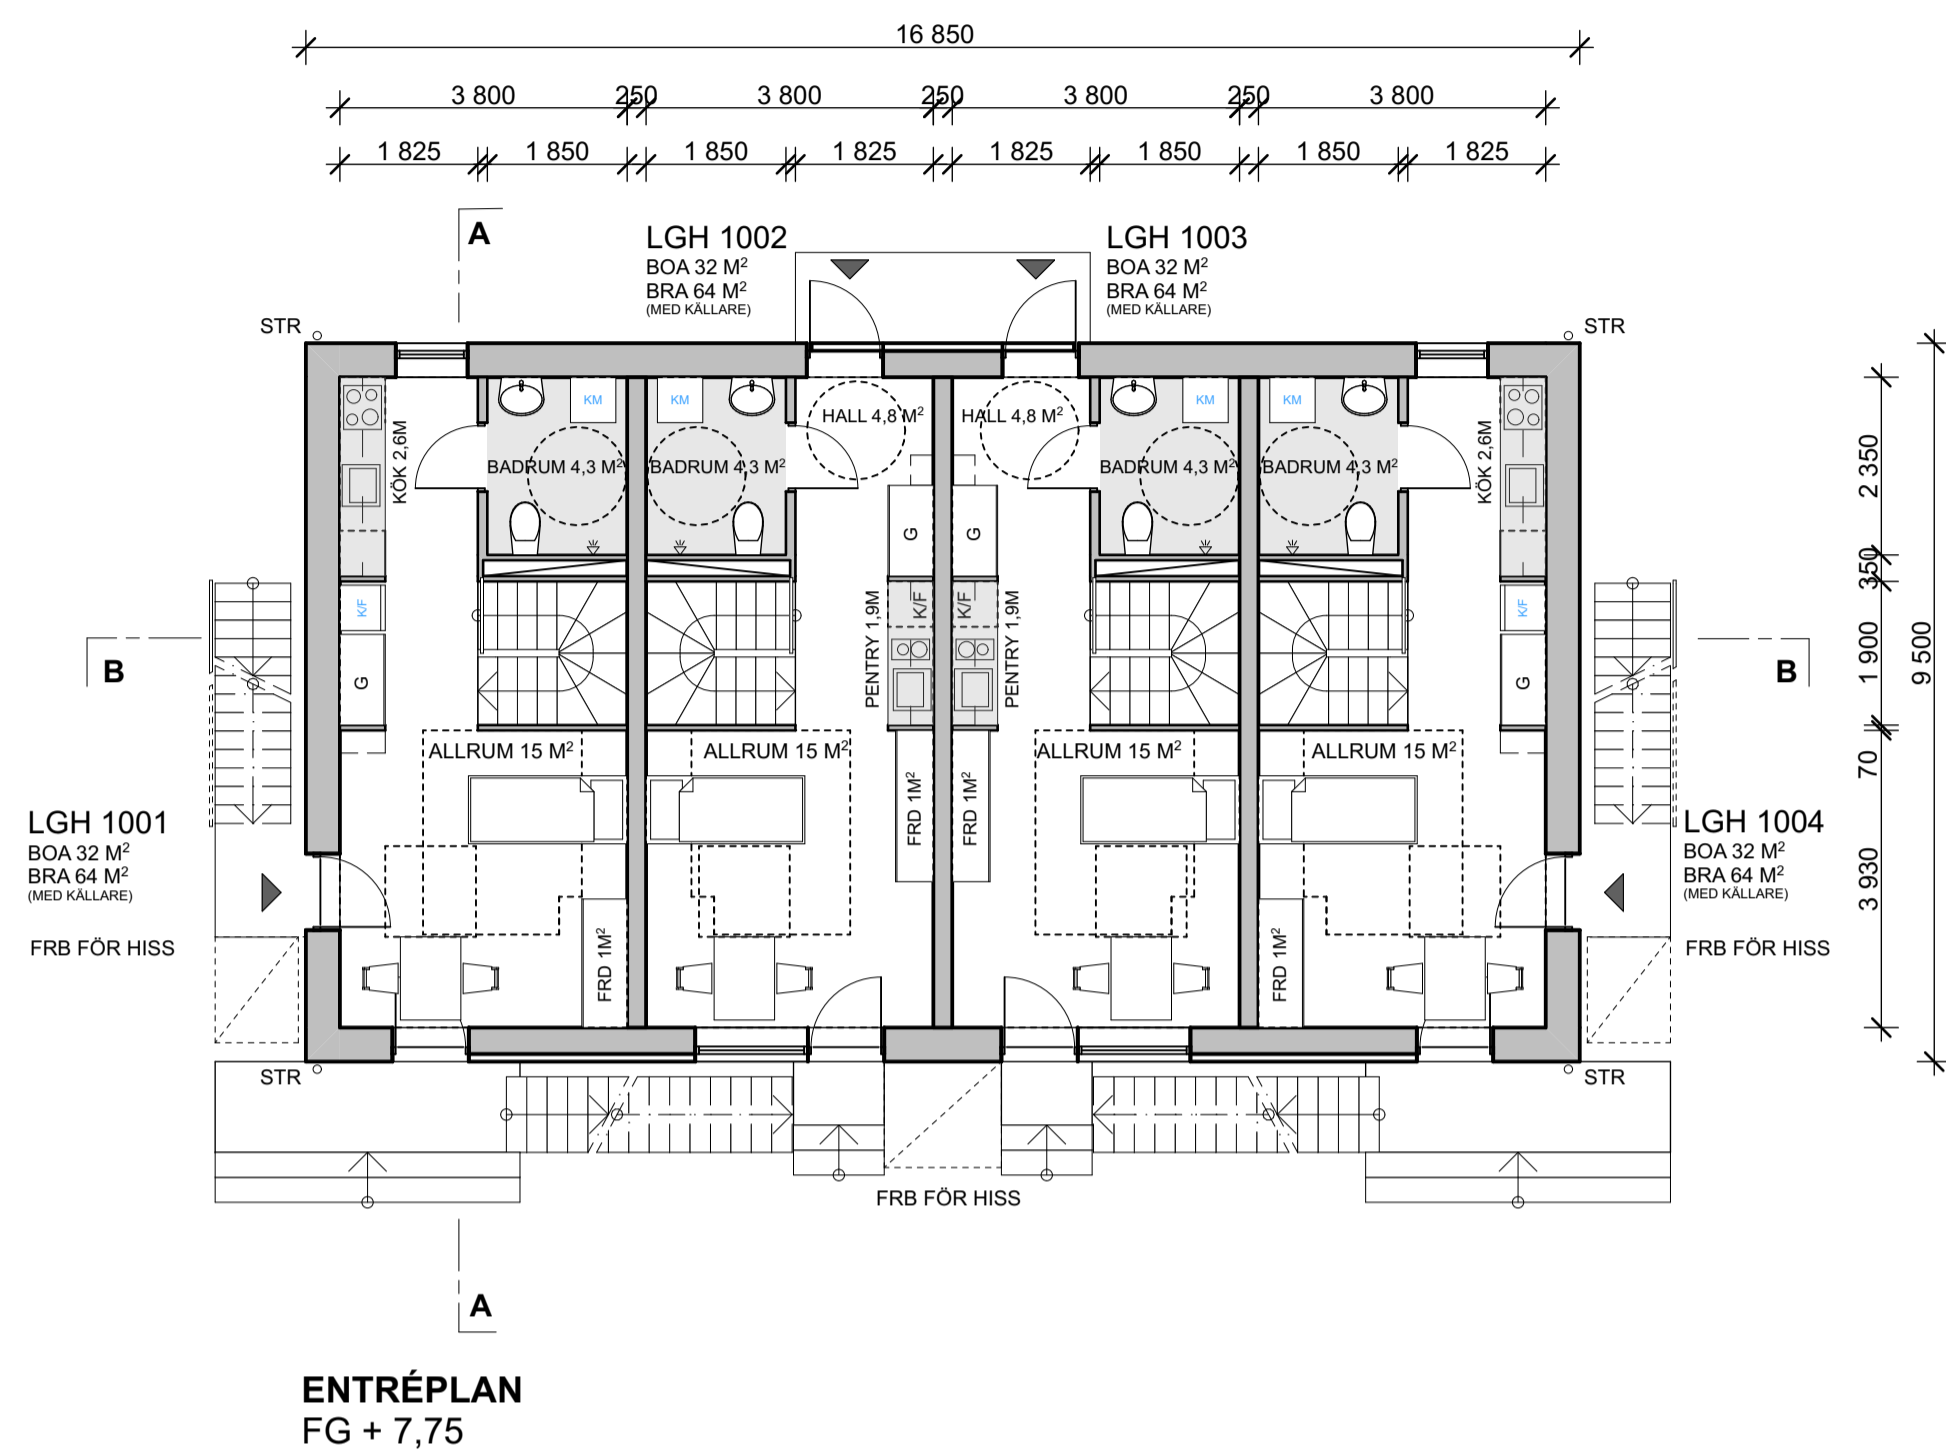 16 850
3 800 250 3 800 250 3 800 250 3 800
1 825 1 850 1 850 1 825 1 825 1 850 1 850 1 825
A
LGH 1002
BOA 32 M²
BRA 64 M²
(MED KÄLLARE)
LGH 1003
BOA 32 M²
BRA 64 M²
(MED KÄLLARE)
STR
STR
KM
KM
KM
KM
HALL 4,8 M²
HALL 4,8 M²
KÖK 2,6M
BADRUM 4,3 M²
BADRUM 4,3 M²
BADRUM 4,3 M²
BADRUM 4,3 M²
KÖK 2,6M
2 350
G
G
350
K/F
K/F
K/F
K/F
PENTRY 1,9M
PENTRY 1,9M
1 900
9 500
B
B
G
G
ALLRUM 15 M²
ALLRUM 15 M²
ALLRUM 15 M²
ALLRUM 15 M²
70
FRD 1M²
FRD 1M²
LGH 1001
BOA 32 M²
BRA 64 M²
(MED KÄLLARE)
LGH 1004
BOA 32 M²
BRA 64 M²
(MED KÄLLARE)
3 930
FRB FÖR HISS
FRB FÖR HISS
FRD 1M²
FRD 1M²
STR
STR
FRB FÖR HISS
A
ENTRÉPLAN
FG + 7,75